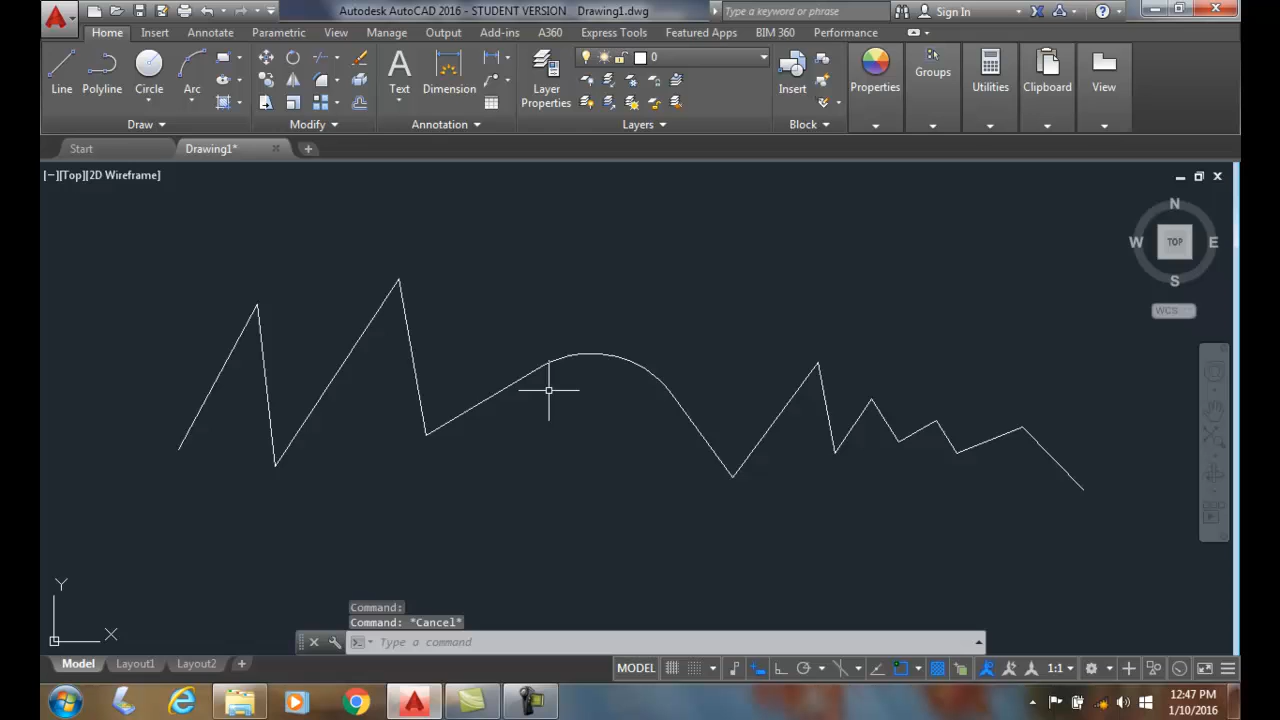 Autodesk AutoCAD 2016 - STUDENT VERSION Drawing1.dwg
Type a keyword or phrase
Sign In
Home Insert Annotate Parametric View Manage Output Add-ins A360 Express Tools Featured Apps BIM 360 Performance
0
Line Polyline Circle Arc Text Dimension Layer Properties Insert Properties Groups Utilities Clipboard View
Draw Modify Annotation Layers Block
Start Drawing1*
[−][Top][2D Wireframe]
N
W TOP E
S
WCS
Y
X
Command:
Command: *Cancel*
Type a command
Model Layout1 Layout2
MODEL 1:1
12:47 PM
1/10/2016